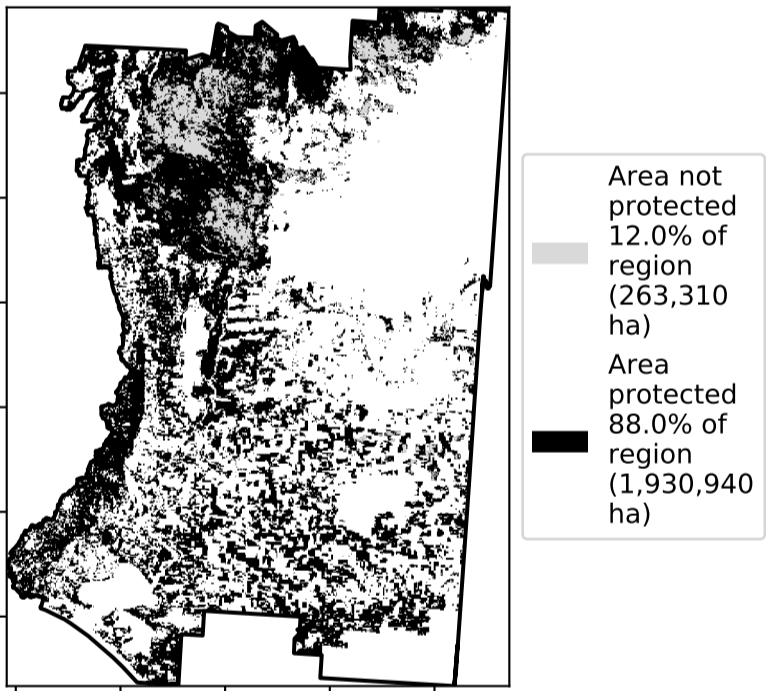 Area not
protected
12.0% of
region
(263,310
ha)
Area
protected
88.0% of
region
(1,930,940
ha)